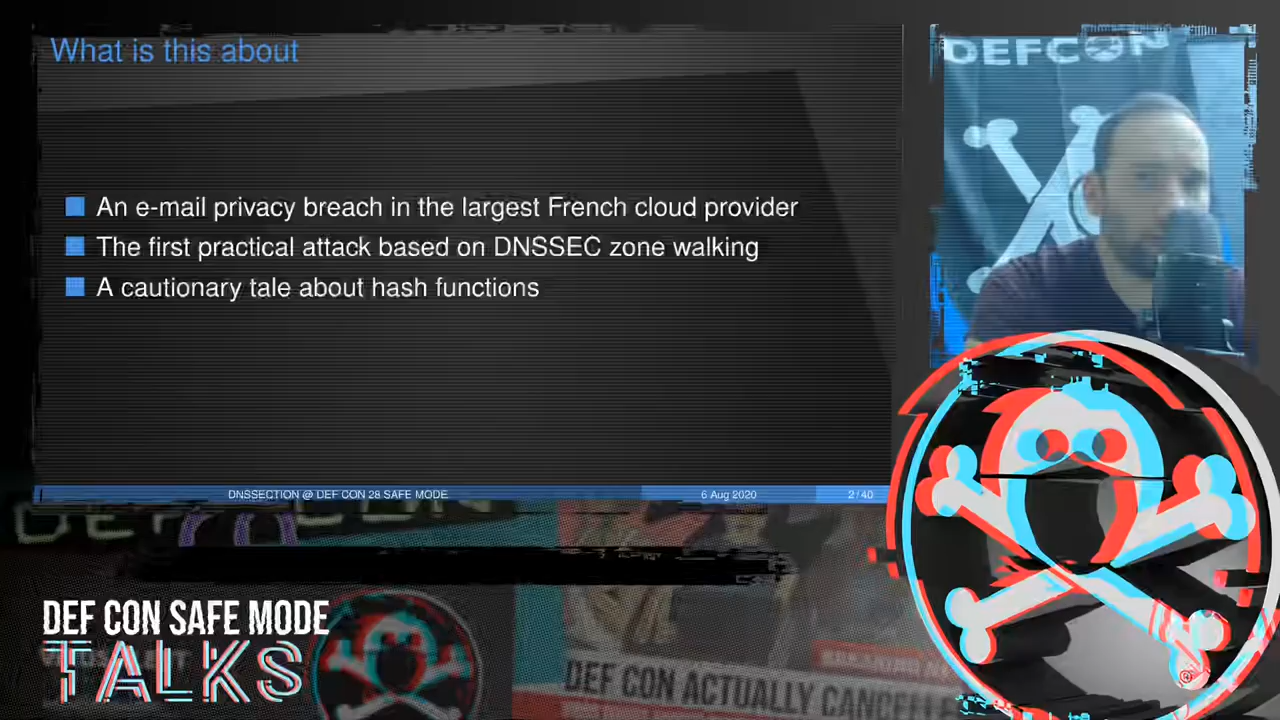 What is this about
DEFCON
An e-mail privacy breach in the largest French cloud provider
The first practical attack based on DNSSEC zone walking
A cautionary tale about hash functions
DNSSECTION @ DEF CON 28 SAFE MODE
6 Aug 2020
2 / 40
DEF CON
DEF CON SAFE MODE
TALKS
DEF CON ACTUALLY CANCELLE